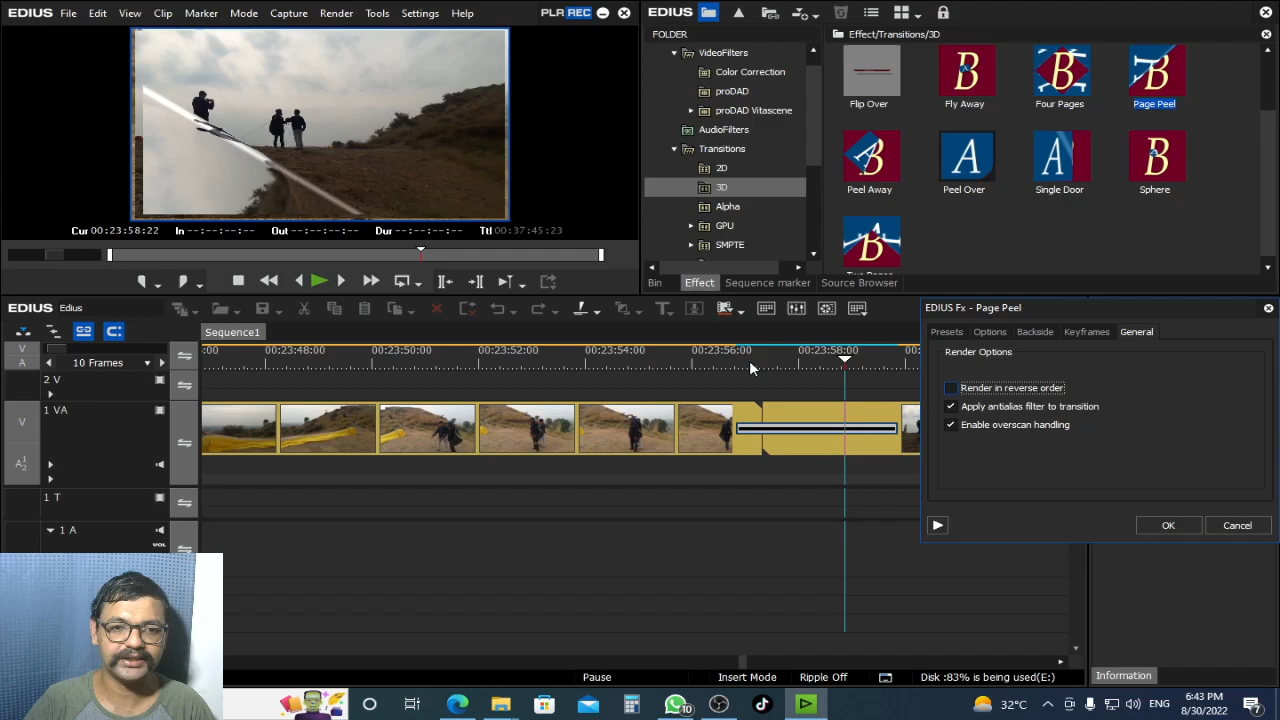 EDIUS File Edit View Clip Marker Mode Capture Render Tools Settings Help PLR REC
Cur 00:23:58:22 In --:--:--:-- Out --:--:--:-- Dur --:--:--:-- Ttl 00:37:45:23
EDIUS
FOLDER
Effect/Transitions/3D
VideoFilters
Color Correction
proDAD
proDAD Vitascene
AudioFilters
Transitions
2D
3D
Alpha
GPU
SMPTE
Flip Over Fly Away Four Pages Page Peel
Peel Away Peel Over Single Door Sphere
Bin Effect Sequence marker Source Browser
EDIUS Edius
Sequence1
V
A
10 Frames
:00 00:23:48:00 00:23:50:00 00:23:52:00 00:23:54:00 00:23:56:00 00:23:58:00 00:
2 V
V
1 VA
1 T
1 A
VOL
EDIUS Fx - Page Peel
Presets Options Backside Keyframes General
Render Options
Render in reverse order
Apply antialias filter to transition
Enable overscan handling
OK Cancel
Information
Pause Insert Mode Ripple Off Disk :83% is being used(E:)
10
32°C
6:43 PM
8/30/2022
7